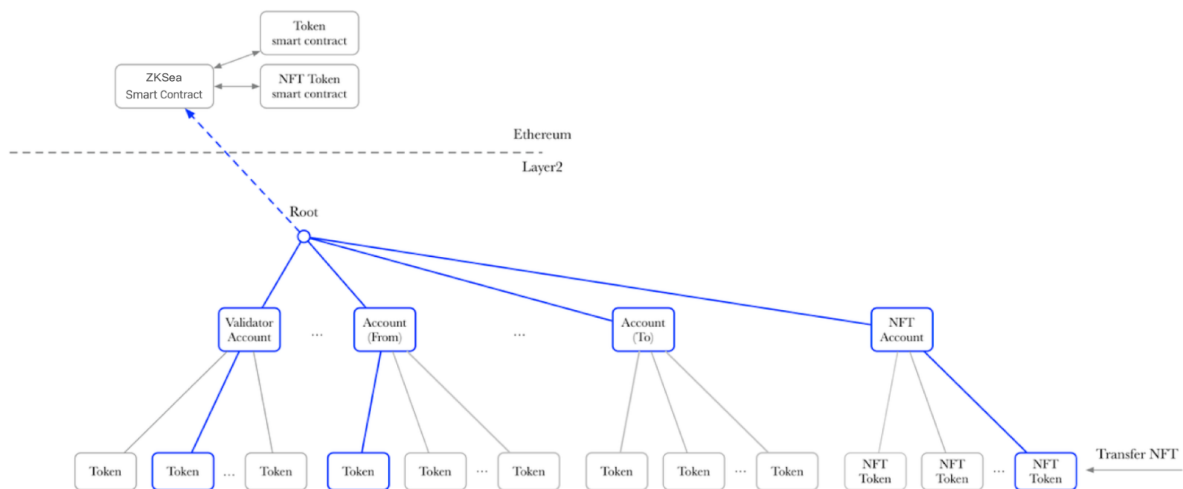 Token
smart contract
ZKSea
Smart Contract
NFT Token
smart contract
Ethereum
Layer2
Root
Validator
Account
...
Account
(From)
...
Account
(To)
NFT
Account
Token
Token
...
Token
Token
Token
...
Token
Token
Token
...
Token
NFT
Token
NFT
Token
...
NFT
Token
Transfer NFT